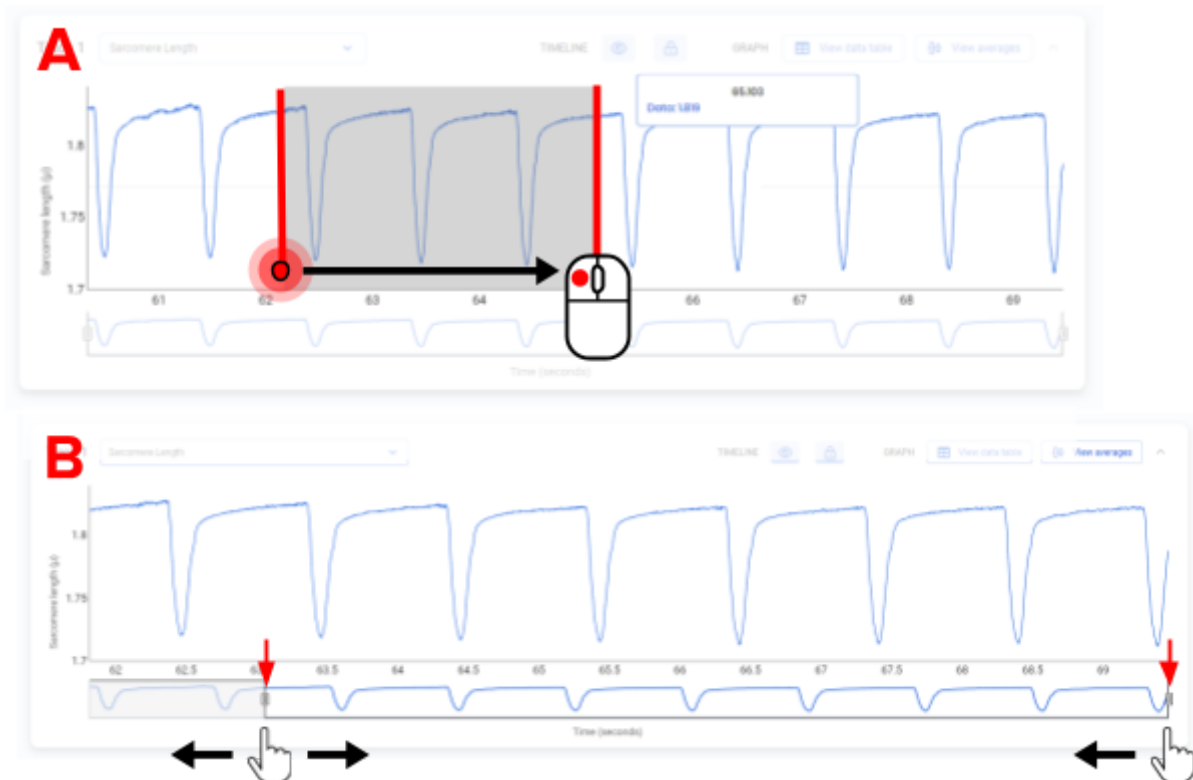 A
Sarcomere Length
TIMELINE
GRAPH
View data table
View averages
65.103
Data: 1.819
Sarcomere length (µ)
1.8
1.75
1.7
61 62 63 64 66 67 68 69
Time (seconds)
B
Sarcomere Length
TIMELINE
GRAPH
View data table
View averages
Sarcomere length (µ)
1.8
1.75
1.7
62 62.5 63.5 64 64.5 65 65.5 66 66.5 67 67.5 68 68.5 69
Time (seconds)